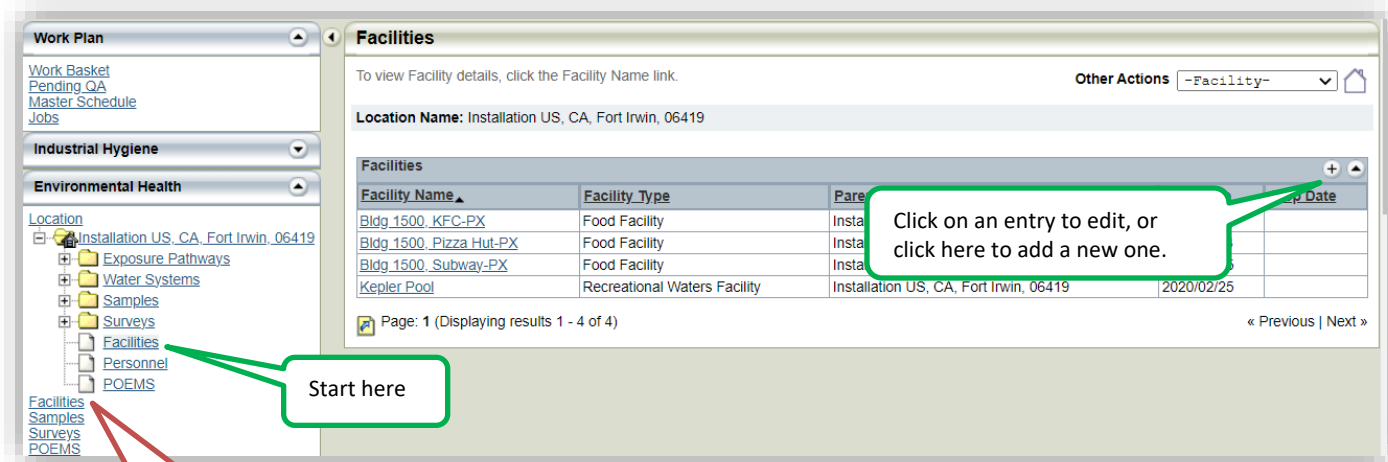 Work Plan
Work Basket
Pending QA
Master Schedule
Jobs
Industrial Hygiene
Environmental Health
Location
Installation US, CA, Fort Irwin, 06419
Exposure Pathways
Water Systems
Samples
Surveys
Facilities
Personnel
POEMS
Facilities
Samples
Surveys
POEMS
Start here
Facilities
To view Facility details, click the Facility Name link.
Other Actions -Facility-
Location Name: Installation US, CA, Fort Irwin, 06419
Facilities
Facility Name Facility Type Date
Bldg 1500, KFC-PX Food Facility
Bldg 1500, Pizza Hut-PX Food Facility
Bldg 1500, Subway-PX Food Facility
Kepler Pool Recreational Waters Facility Installation US, CA, Fort Irwin, 06419 2020/02/25
Click on an entry to edit, or
click here to add a new one.
Page: 1 (Displaying results 1 - 4 of 4) « Previous | Next »